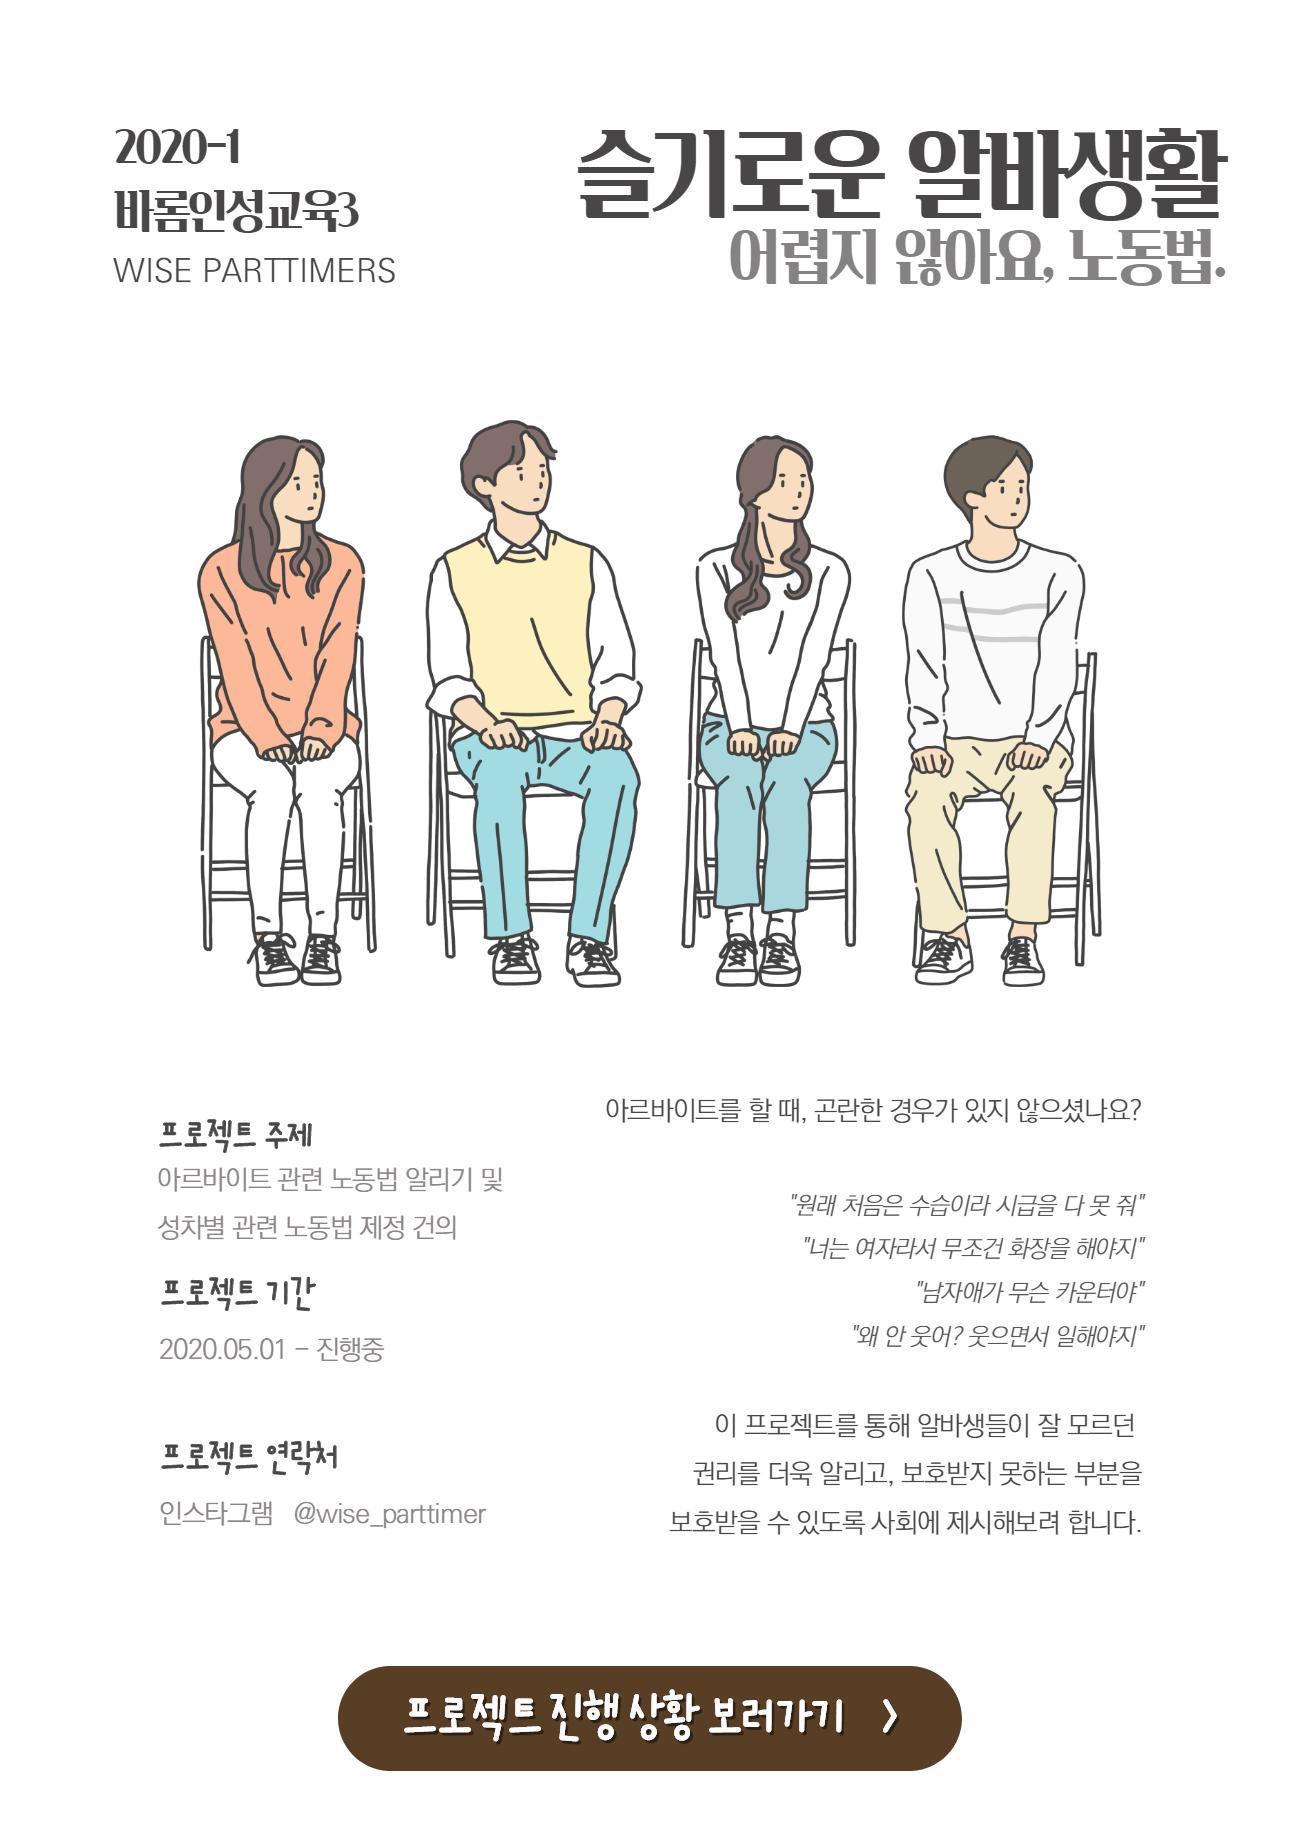 2020-1
바롬인성교육3
WISE PARTTIMERS
슬기로운 알바생활
어렵지 않아요, 노동법.
프로젝트 주제
아르바이트 관련 노동법 알리기 및
성차별 관련 노동법 제정 건의
프로젝트 기간
2020.05.01 - 진행중
프로젝트 연락처
인스타그램 @wise_parttimer
아르바이트를 할 때, 곤란한 경우가 있지 않으셨나요?
"원래 처음은 수습이라 시급을 다 못 줘"
"너는 여자라서 무조건 화장을 해야지"
"남자애가 무슨 카운터야"
"왜 안 웃어? 웃으면서 일해야지"
이 프로젝트를 통해 알바생들이 잘 모르던
권리를 더욱 알리고, 보호받지 못하는 부분을
보호받을 수 있도록 사회에 제시해보려 합니다.
프로젝트 진행 상황 보러가기 >